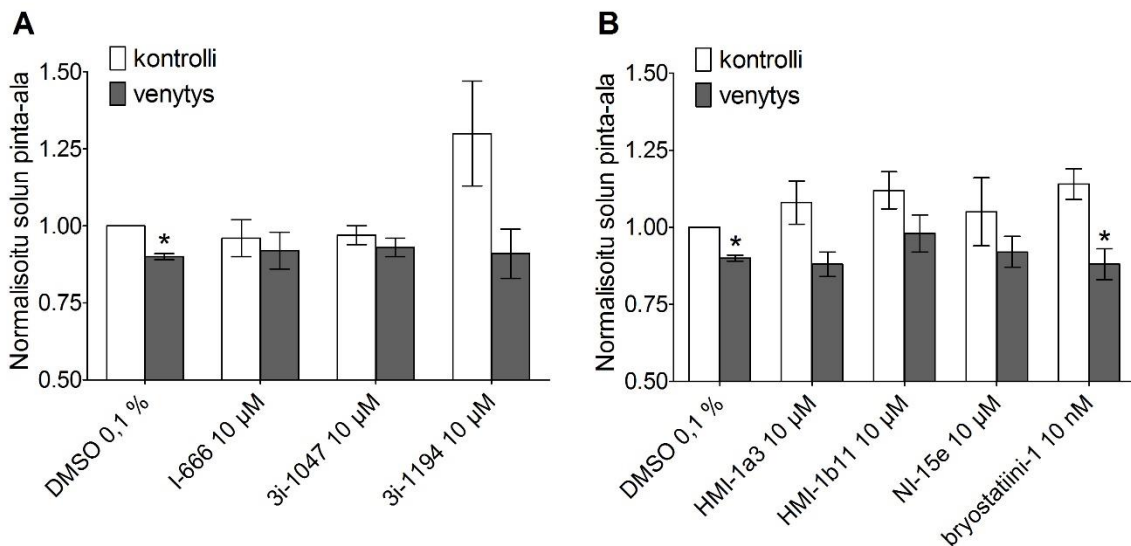 A
kontrolli
venytys
Normalisoitu solun pinta-ala
1.50
1.25
1.00
0.75
0.50
*
DMSO 0,1 %
I-666 10 µM
3i-1047 10 µM
3i-1194 10 µM
B
kontrolli
venytys
Normalisoitu solun pinta-ala
1.50
1.25
1.00
0.75
0.50
*
*
DMSO 0,1 %
HMI-1a3 10 µM
HMI-1b11 10 µM
NI-15e 10 µM
bryostatiini-1 10 nM